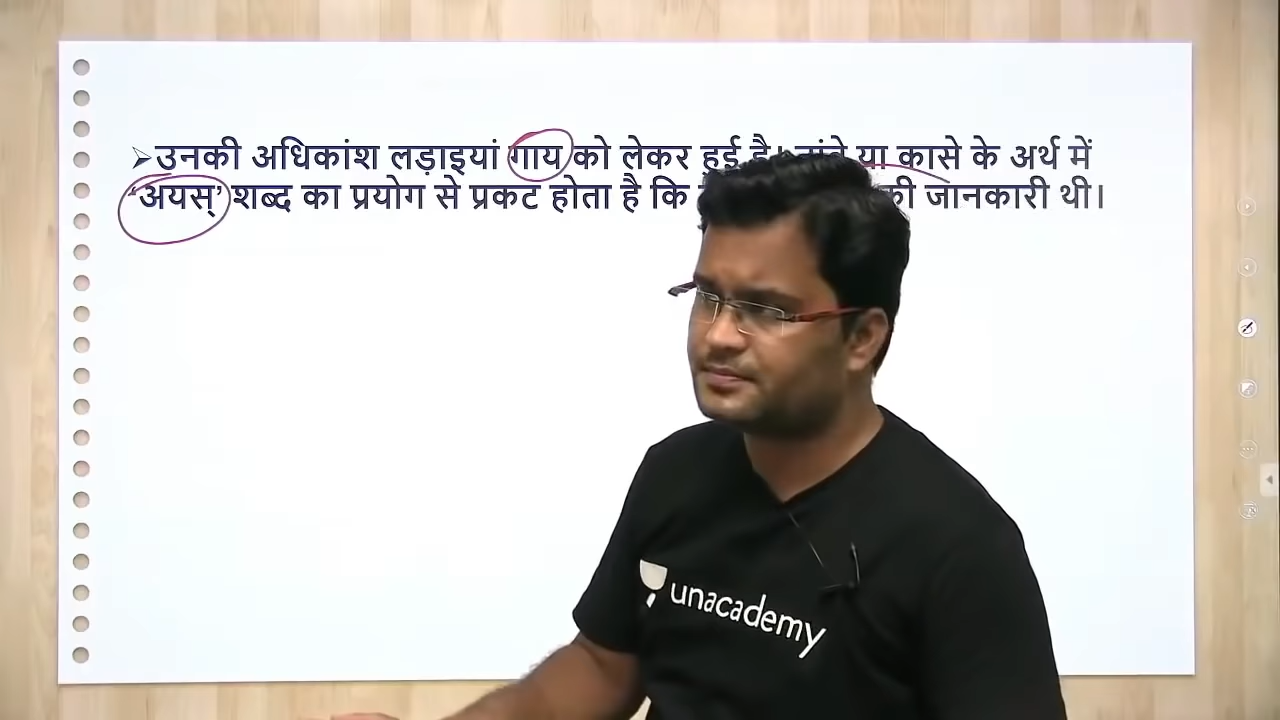 ➢उनकी अधिकांश लड़ाइयां गाय को लेकर हुई है। तांबे या कासे के अर्थ में
‘अयस्’ शब्द का प्रयोग से प्रकट होता है कि की जानकारी थी।
unacademy